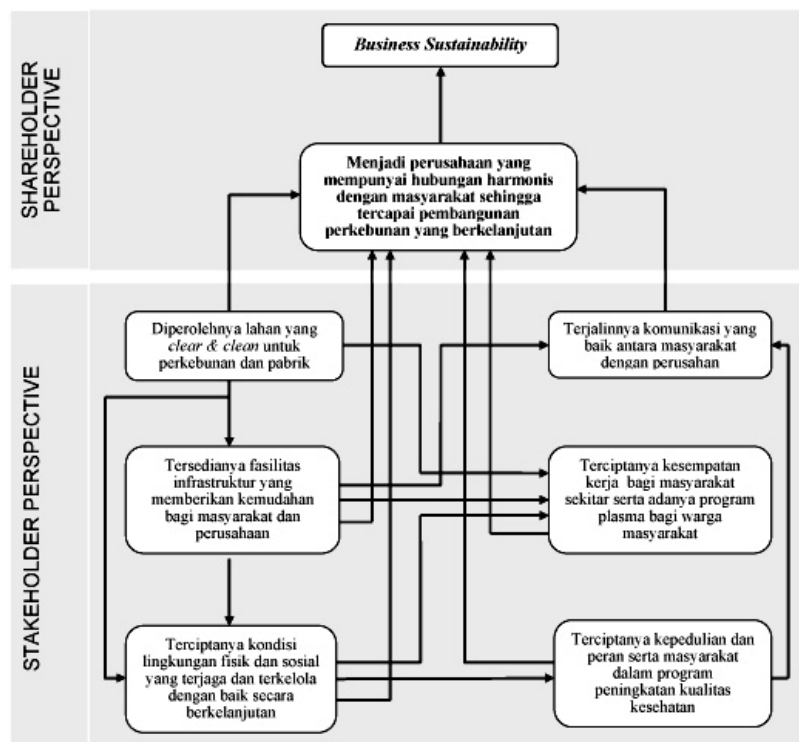 SHAREHOLDER
PERSPECTIVE
Business Sustainability
Menjadi perusahaan yang
mempunyai hubungan harmonis
dengan masyarakat sehingga
tercapai pembangunan
perkebunan yang berkelanjutan
STAKEHOLDER PERSPECTIVE
Diperolehnya lahan yang
clear & clean untuk
perkebunan dan pabrik
Terjalinnya komunikasi yang
baik antara masyarakat
dengan perusahan
Tersedianya fasilitas
infrastruktur yang
memberikan kemudahan
bagi masyarakat dan
perusahaan
Terciptanya kesempatan
kerja bagi masyarakat
sekitar serta adanya program
plasma bagi warga
masyarakat
Terciptanya kondisi
lingkungan fisik dan sosial
yang terjaga dan terkelola
dengan baik secara
berkelanjutan
Terciptanya kepedulian dan
peran serta masyarakat
dalam program
peningkatan kualitas
kesehatan